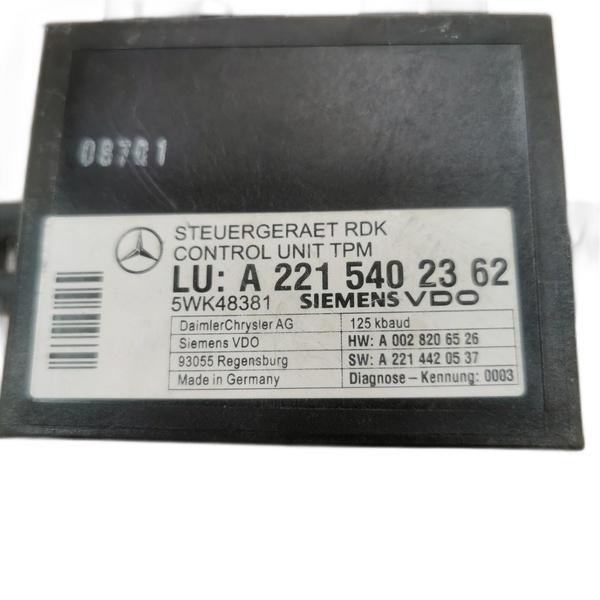 08701
STEUERGERAET RDK
CONTROL UNIT TPM
LU: A 221 540 23 62
5WK48381 SIEMENS VDO
DaimlerChrysler AG 125 kbaud
Siemens VDO HW: A 002 820 65 26
93055 Regensburg SW: A 221 442 05 37
Made in Germany Diagnose - Kennung: 0003